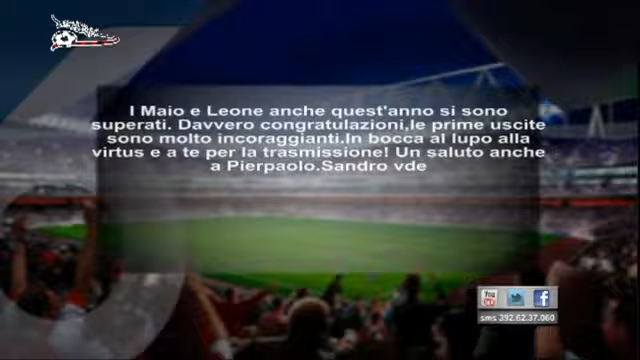 I Maio e Leone anche quest'anno si sono
superati. Davvero congratulazioni,le prime uscite
sono molto incoraggianti.In bocca al lupo alla
virtus e a te per la trasmissione! Un saluto anche
a Pierpaolo.Sandro vde
You
sms 392.62.37.060